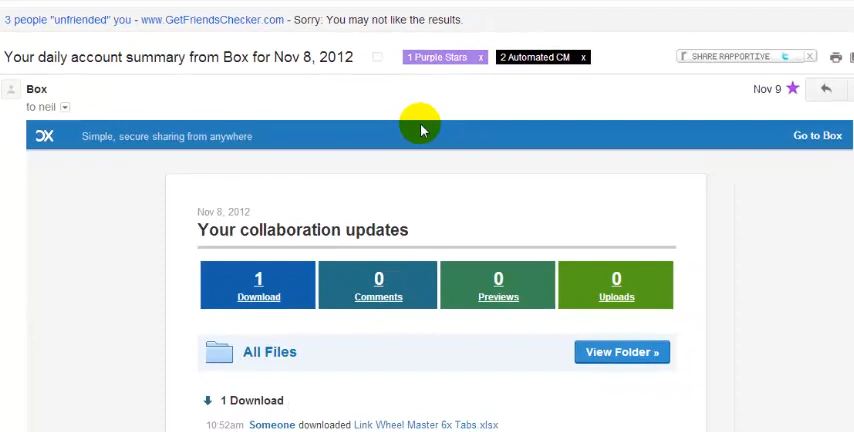 3 people "unfriended" you - www.GetFriendsChecker.com - Sorry: You may not like the results.
Your daily account summary from Box for Nov 8, 2012 1 Purple Stars x 2 Automated CM x SHARE RAPPORTIVE x
Box Nov 9
to neil
Simple, secure sharing from anywhere Go to Box
Nov 8, 2012
Your collaboration updates
1 0 0 0
Download Comments Previews Uploads
All Files View Folder »
1 Download
10:52am Someone downloaded Link Wheel Master 6x Tabs.xlsx